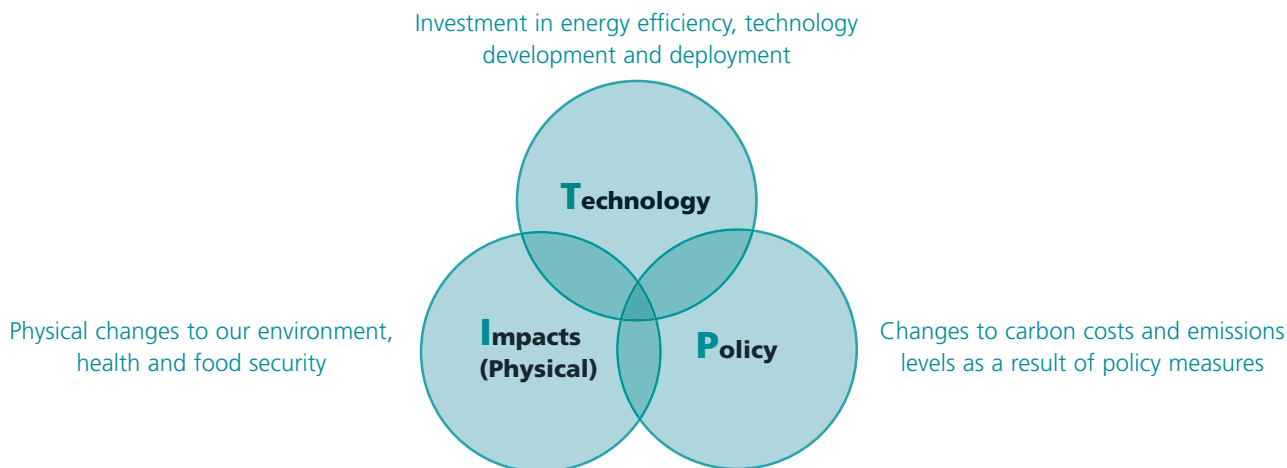 Investment in energy efficiency, technology
development and deployment
Technology
Physical changes to our environment,
health and food security
Impacts
(Physical)
Policy
Changes to carbon costs and emissions
levels as a result of policy measures